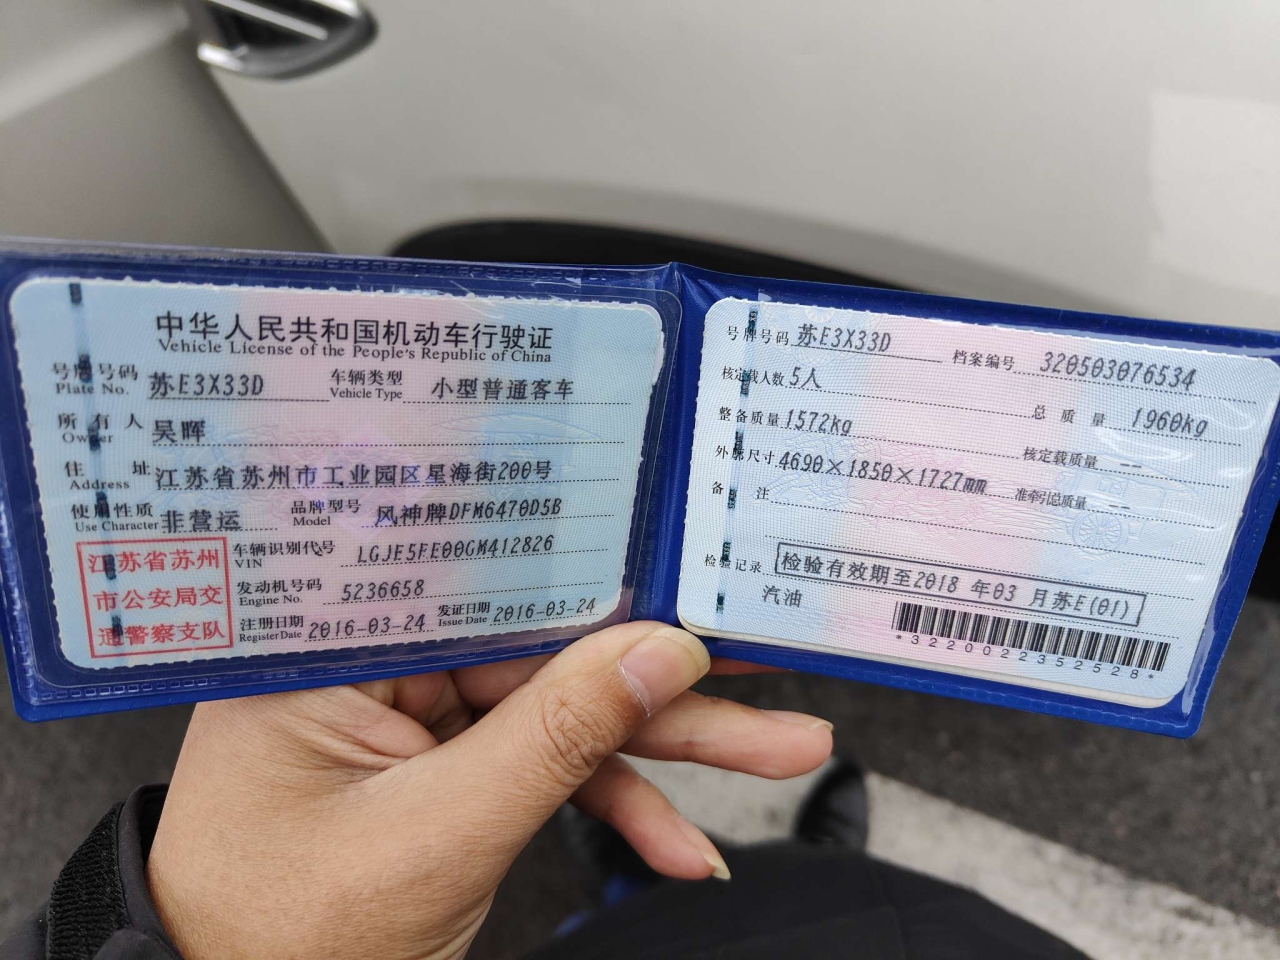 中华人民共和国机动车行驶证
Vehicle License of the People's Republic of China
号牌号码 苏E3X33D 车辆类型 小型普通客车
Plate No. Vehicle Type
所有人 吴晖
Owner
住址 江苏省苏州市工业园区星海街200号
Address
使用性质 非营运 品牌型号 风神牌DFM6470D5B
Use Character Model
江苏省苏州
市公安局交
通警察支队
车辆识别代号 LGJE5FE00GM412826
VIN
发动机号码 5236658
Engine No.
注册日期 2016-03-24 发证日期 2016-03-24
Register Date Issue Date
号牌号码 苏E3X33D 档案编号 320503076534
核定载人数 5人 总质量 1960kg
整备质量 1572kg 核定载质量 --
外廓尺寸 4690×1850×1727mm 准牵引总质量 --
备注
检验记录 检验有效期至2018 年03 月苏E(01)
汽油
*3220022352528*